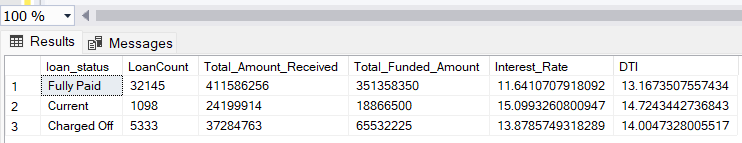 100 %
Results Messages
loan_status LoanCount Total_Amount_Received Total_Funded_Amount Interest_Rate DTI
1 Fully Paid 32145 411586256 351358350 11.6410707918092 13.1673507557434
2 Current 1098 24199914 18866500 15.0993260800947 14.7243442736843
3 Charged Off 5333 37284763 65532225 13.8785749318289 14.0047328005517